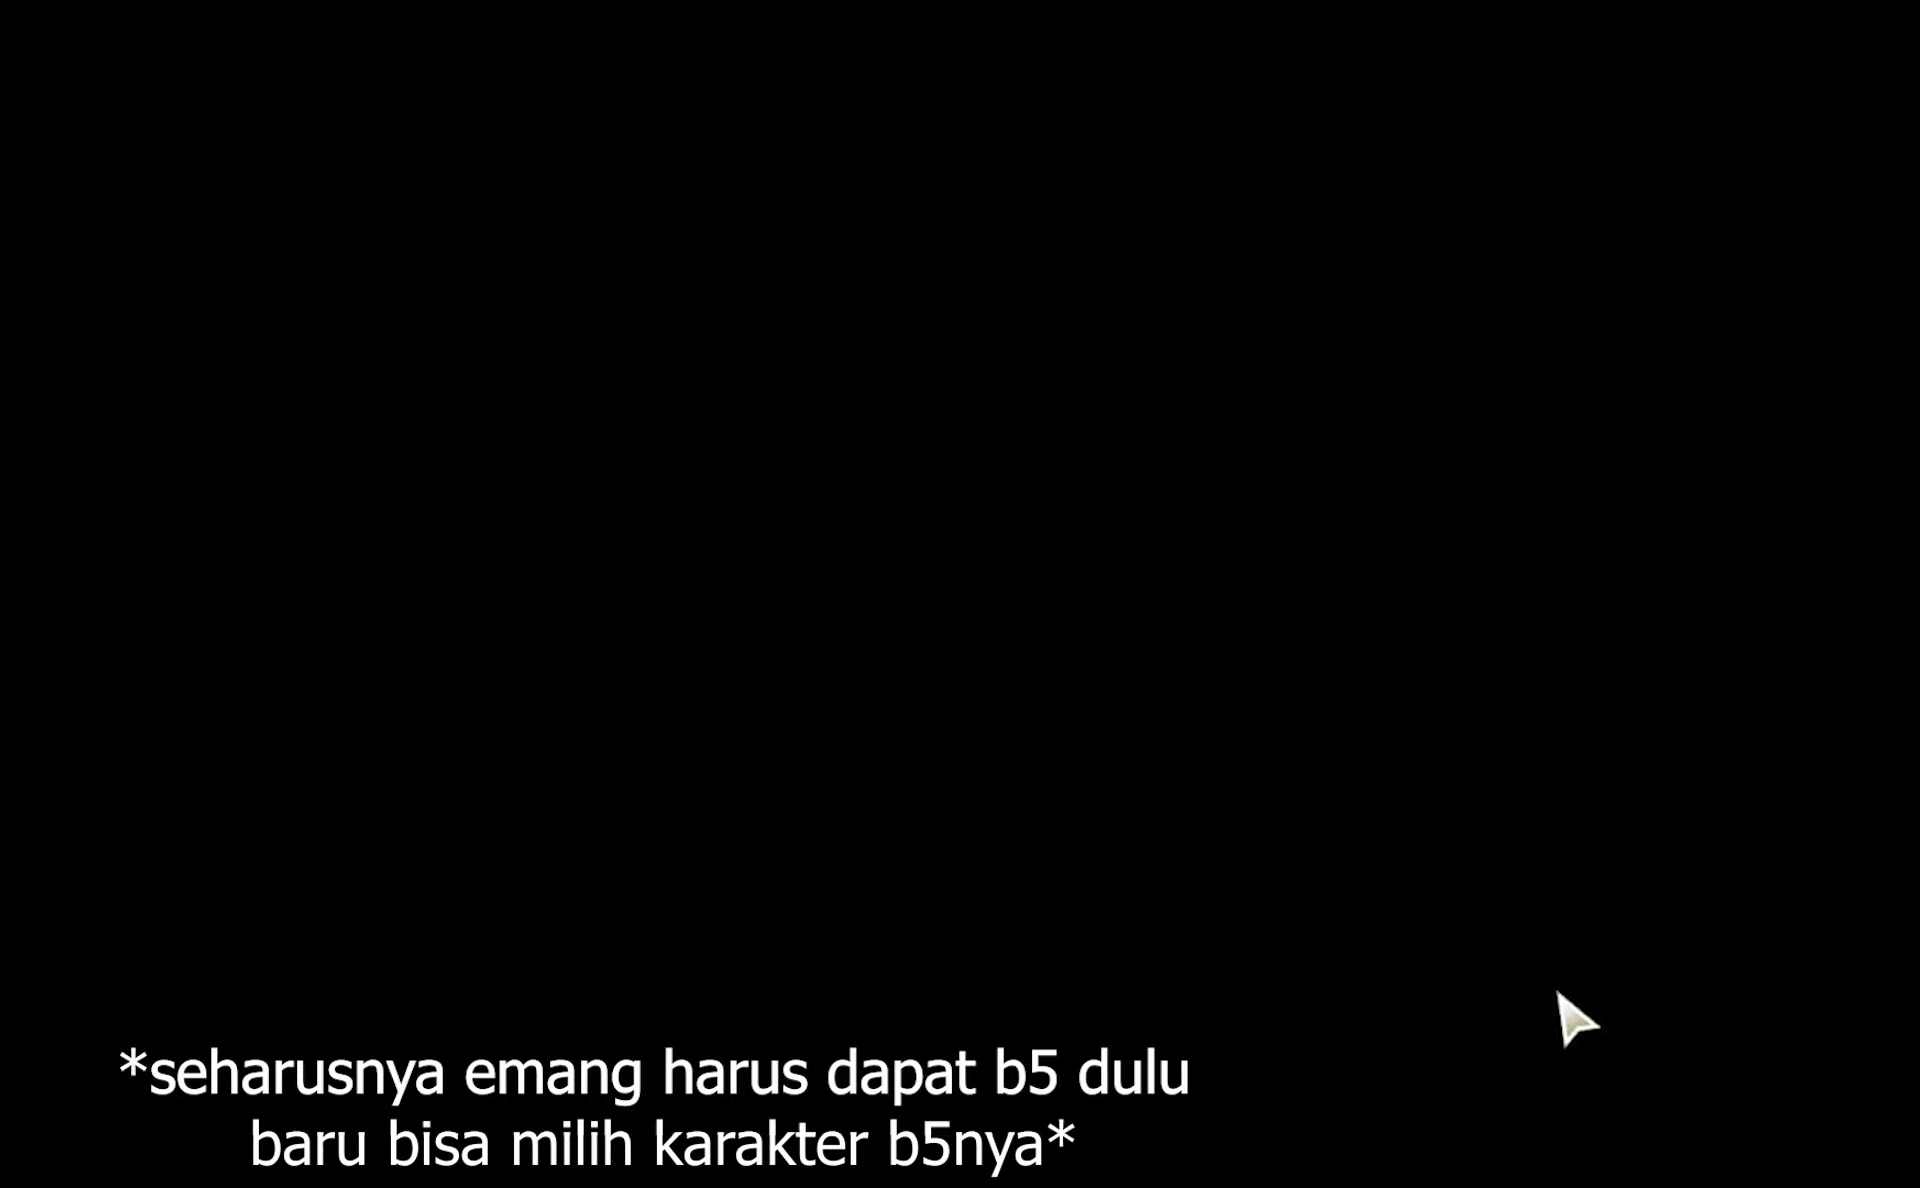 *seharusnya emang harus dapat b5 dulu
baru bisa milih karakter b5nya*